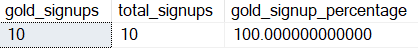 gold_signups total_signups gold_signup_percentage
10 10 100.000000000000